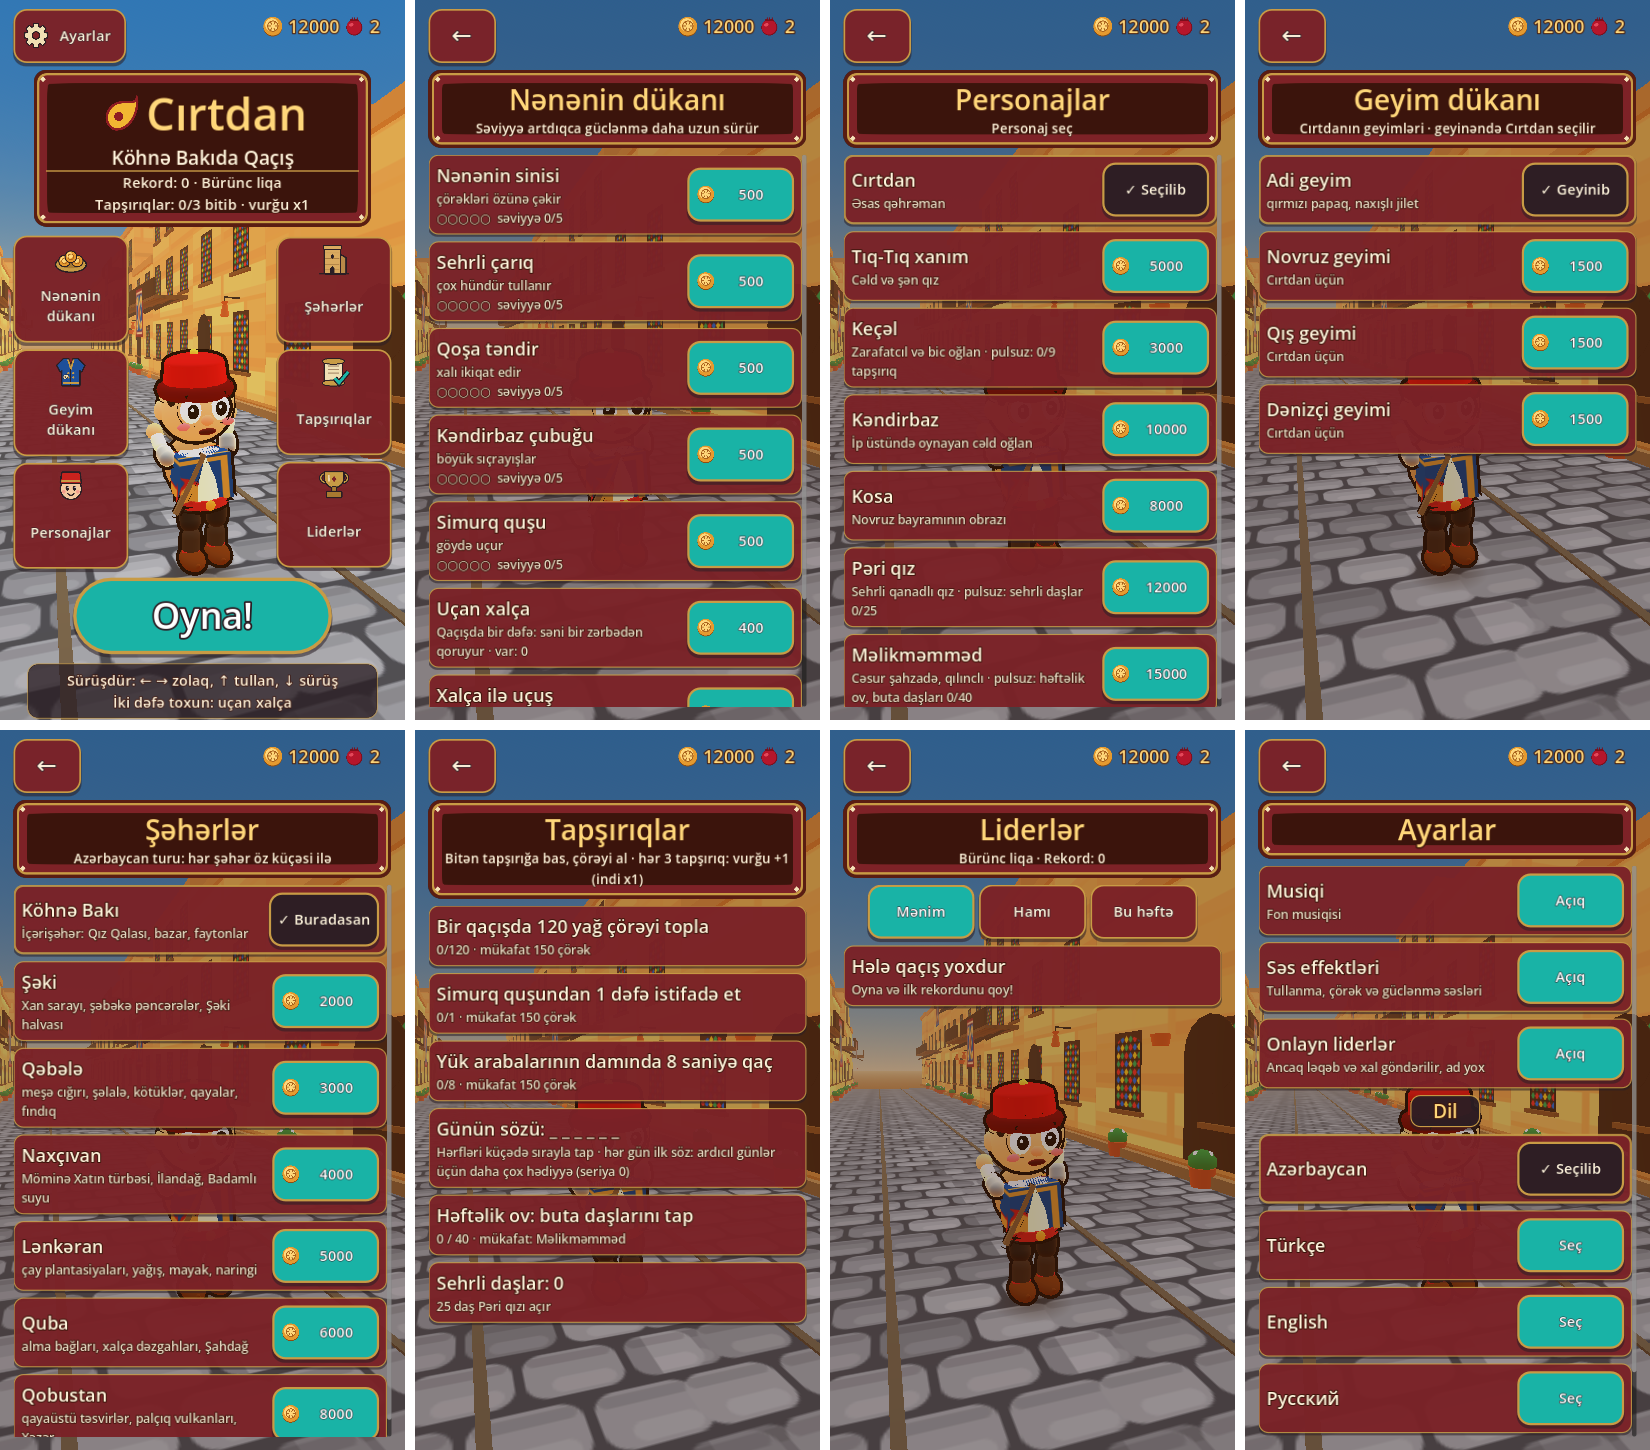 Ayarlar
12000 2
Cırtdan
Köhnə Bakıda Qaçış
Rekord: 0 · Bürünc liqa
Tapşırıqlar: 0/3 bitib · vurğu x1
Nənənin
dükanı
Şəhərlər
Geyim
dükanı
Tapşırıqlar
Personajlar
Liderlər
Oyna!
Sürüşdür: ← → zolaq, ↑ tullan, ↓ sürüş
İki dəfə toxun: uçan xalça
←
12000 2
Nənənin dükanı
Səviyyə artdıqca güclənmə daha uzun sürür
Nənənin sinisi
çörəkləri özünə çəkir
○○○○○ səviyyə 0/5
500
Sehrli çarıq
çox hündür tullanır
○○○○○ səviyyə 0/5
500
Qoşa təndir
xalı ikiqat edir
○○○○○ səviyyə 0/5
500
Kəndirbaz çubuğu
böyük sıçrayışlar
○○○○○ səviyyə 0/5
500
Simurq quşu
göydə uçur
○○○○○ səviyyə 0/5
500
Uçan xalça
Qaçışda bir dəfə: səni bir zərbədən
qoruyur · var: 0
400
Xalça ilə uçuş
←
12000 2
Personajlar
Personaj seç
Cırtdan
Əsas qəhrəman
✓ Seçilib
Tıq-Tıq xanım
Cəld və şən qız
5000
Keçəl
Zarafatcıl və bic oğlan · pulsuz: 0/9
tapşırıq
3000
Kəndirbaz
İp üstündə oynayan cəld oğlan
10000
Kosa
Novruz bayramının obrazı
8000
Pəri qız
Sehrli qanadlı qız · pulsuz: sehrli daşlar
0/25
12000
Məlikməmməd
Cəsur şahzadə, qılınclı · pulsuz: həftəlik
ov, buta daşları 0/40
15000
←
12000 2
Geyim dükanı
Cırtdanın geyimləri · geyinəndə Cırtdan seçilir
Adi geyim
qırmızı papaq, naxışlı jilet
✓ Geyinib
Novruz geyimi
Cırtdan üçün
1500
Qış geyimi
Cırtdan üçün
1500
Dənizçi geyimi
Cırtdan üçün
1500
←
12000 2
Şəhərlər
Azərbaycan turu: hər şəhər öz küçəsi ilə
Köhnə Bakı
İçərişəhər: Qız Qalası, bazar, faytonlar
✓ Buradasan
Şəki
Xan sarayı, şəbəkə pəncərələr, Şəki
halvası
2000
Qəbələ
meşə cığırı, şəlalə, kötüklər, qayalar,
fındıq
3000
Naxçıvan
Möminə Xatın türbəsi, İlandağ, Badamlı
suyu
4000
Lənkəran
çay plantasiyaları, yağış, mayak, naringi
5000
Quba
alma bağları, xalça dəzgahları, Şahdağ
6000
Qobustan
qayaüstü təsvirlər, palçıq vulkanları,
8000
←
12000 2
Tapşırıqlar
Bitən tapşırığa bas, çörəyi al · hər 3 tapşırıq: vurğu +1
(indi x1)
Bir qaçışda 120 yağ çörəyi topla
0/120 · mükafat 150 çörək
Simurq quşundan 1 dəfə istifadə et
0/1 · mükafat 150 çörək
Yük arabalarının damında 8 saniyə qaç
0/8 · mükafat 150 çörək
Günün sözü: _ _ _ _ _ _
Hərfləri küçədə sırayla tap · hər gün ilk söz: ardıcıl günlər
üçün daha çox hədiyyə (seriya 0)
Həftəlik ov: buta daşlarını tap
0 / 40 · mükafat: Məlikməmməd
Sehrli daşlar: 0
25 daş Pəri qızı açır
←
12000 2
Liderlər
Bürünc liqa · Rekord: 0
Mənim
Hamı
Bu həftə
Hələ qaçış yoxdur
Oyna və ilk rekordunu qoy!
←
12000 2
Ayarlar
Musiqi
Fon musiqisi
Açıq
Səs effektləri
Tullanma, çörək və güclənmə səsləri
Açıq
Onlayn liderlər
Ancaq ləqəb və xal göndərilir, ad yox
Açıq
Dil
Azərbaycan
✓ Seçilib
Türkçe
Seç
English
Seç
Русский
Seç